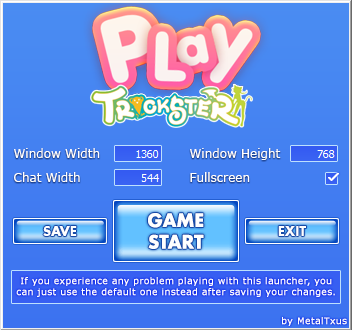 PLay
TRICKSTER
Window Width 1360 Window Height 768
Chat Width 544 Fullscreen
SAVE GAME START EXIT
If you experience any problem playing with this launcher, you
can just use the default one instead after saving your changes.
by MetalTxus